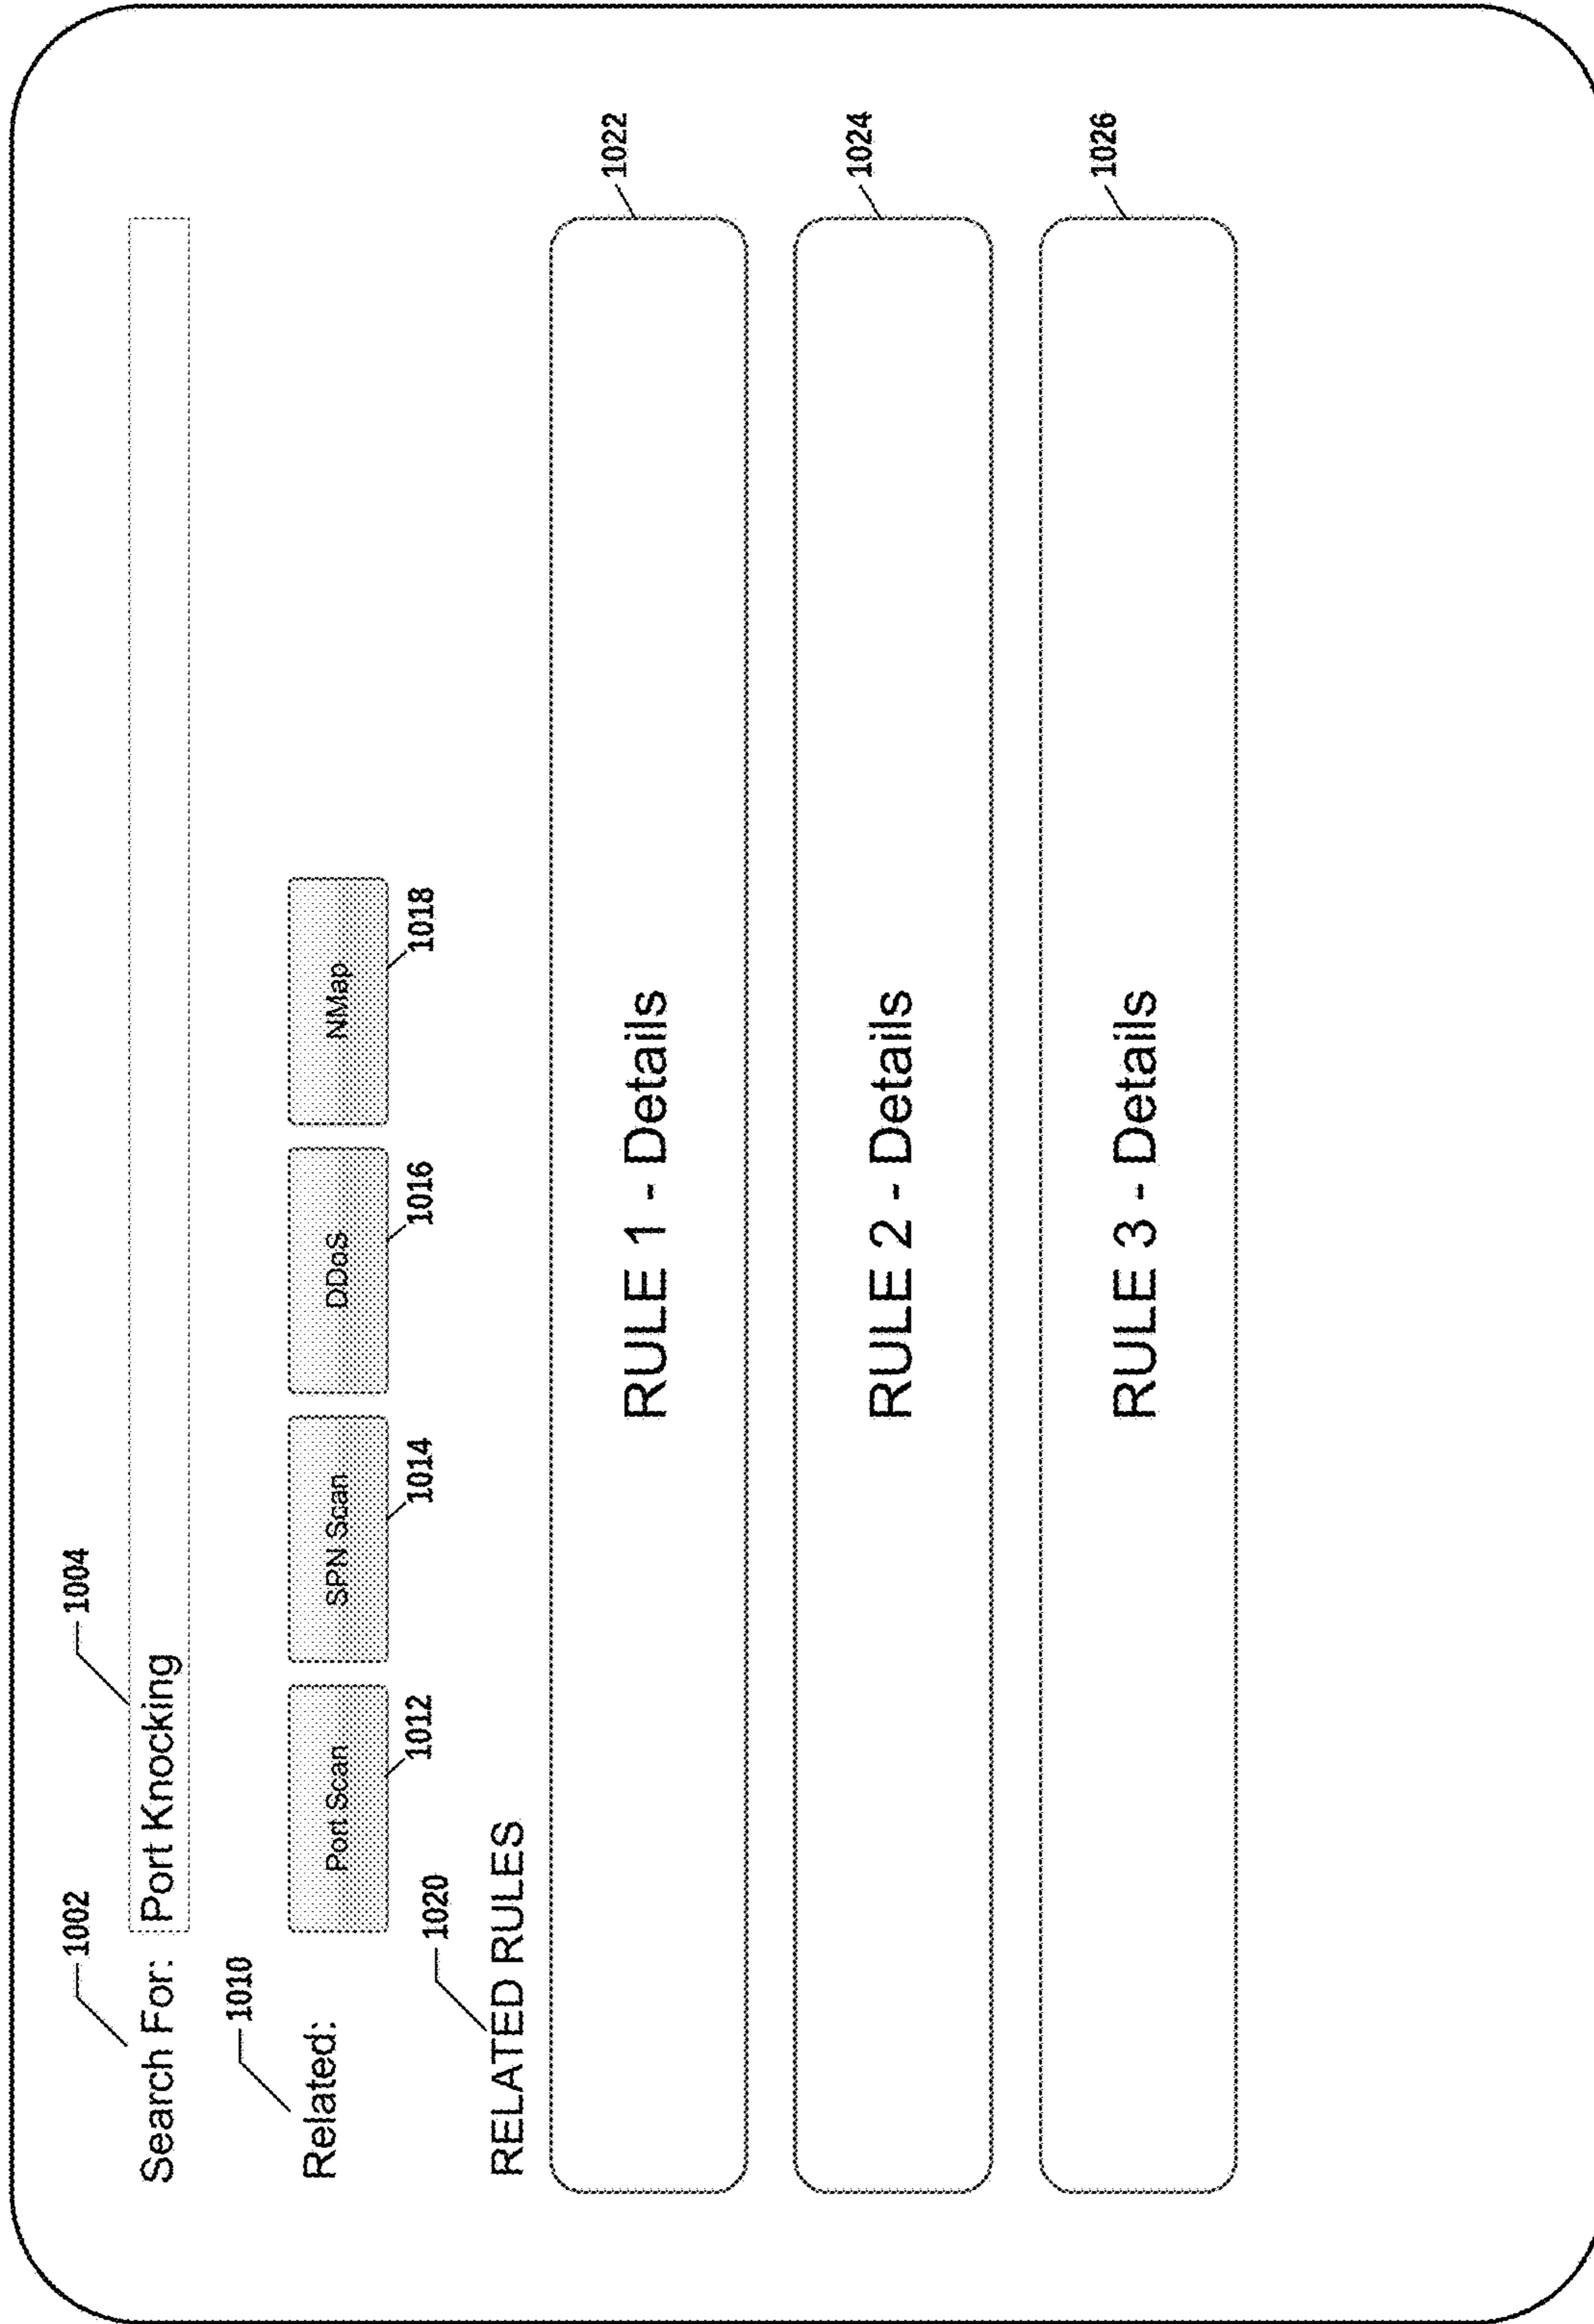 1002
1004
Search For: Port Knocking
1010
Related: Port Scan SPN Scan DDoS NMap
1012 1014 1016 1018
1020
RELATED RULES
1022
RULE 1 - Details
1024
RULE 2 - Details
1026
RULE 3 - Details